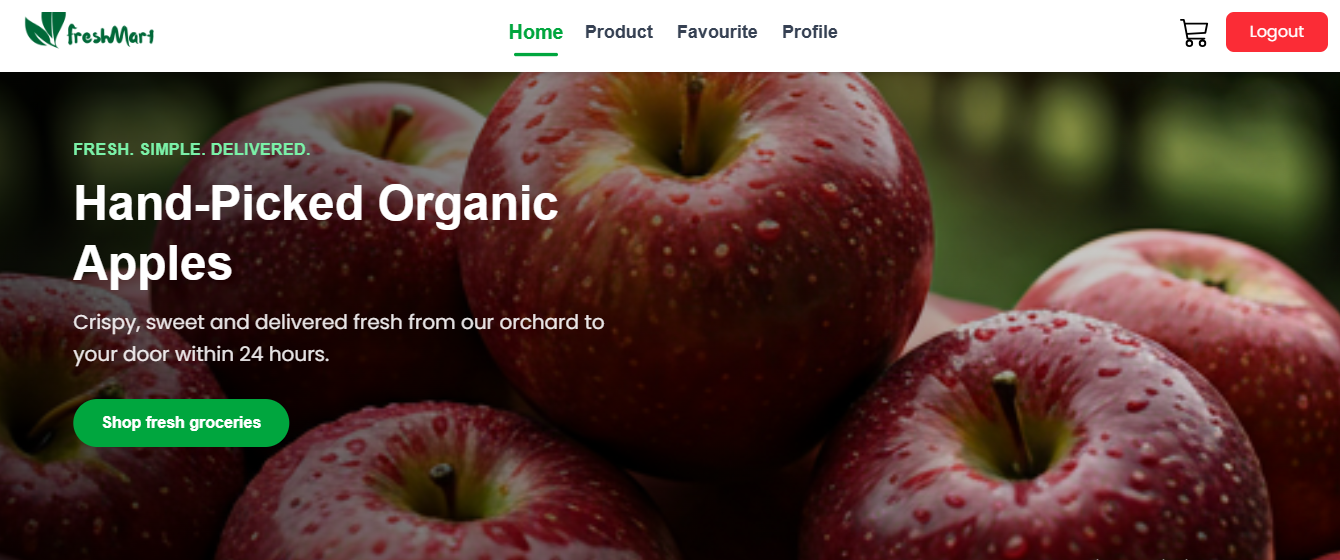 freshMart
Home Product Favourite Profile
Logout
FRESH. SIMPLE. DELIVERED.
Hand-Picked Organic
Apples
Crispy, sweet and delivered fresh from our orchard to
your door within 24 hours.
Shop fresh groceries